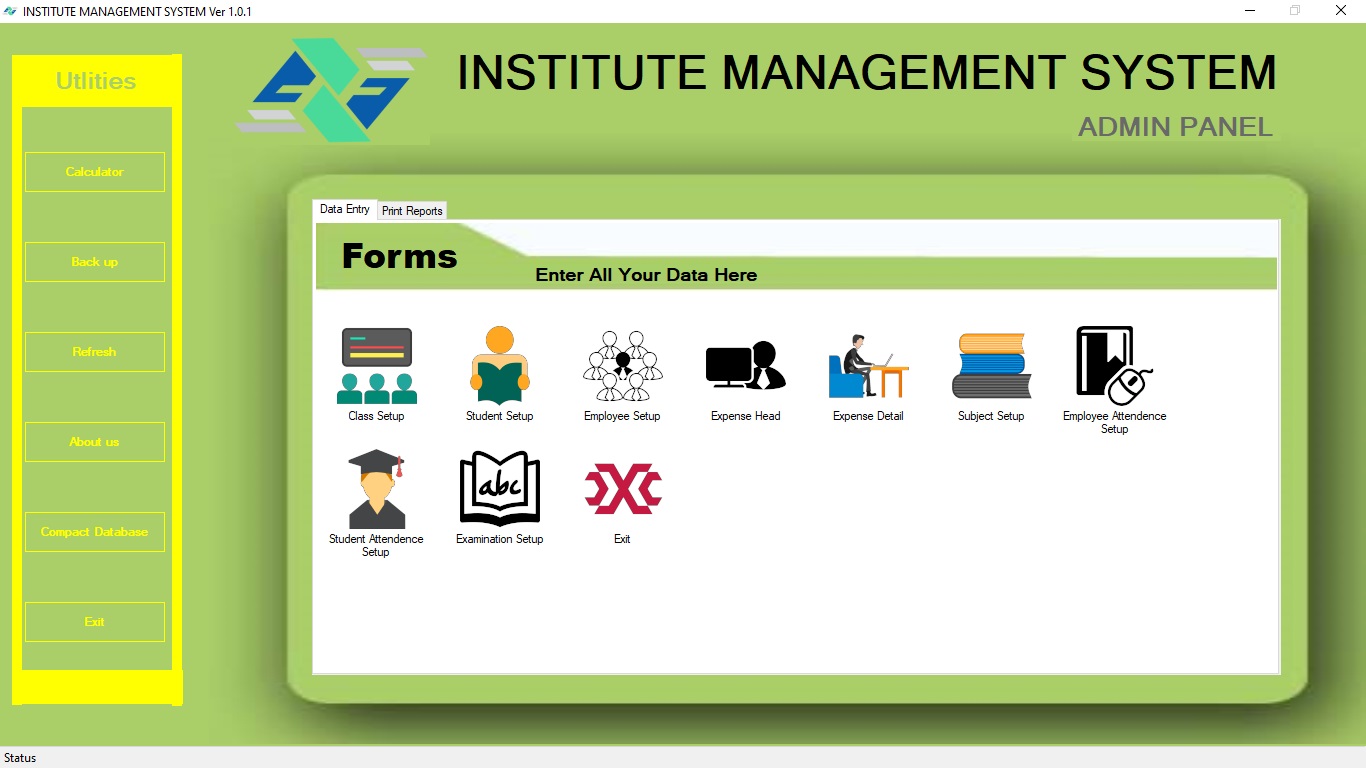 INSTITUTE MANAGEMENT SYSTEM Ver 1.0.1
Utlities
Calculator
Back up
Refresh
About us
Compact Database
Exit
INSTITUTE MANAGEMENT SYSTEM
ADMIN PANEL
Data Entry
Print Reports
Forms
Enter All Your Data Here
Class Setup
Student Setup
Employee Setup
Expense Head
Expense Detail
Subject Setup
Employee Attendence
Setup
Student Attendence
Setup
abc
Examination Setup
Exit
Status